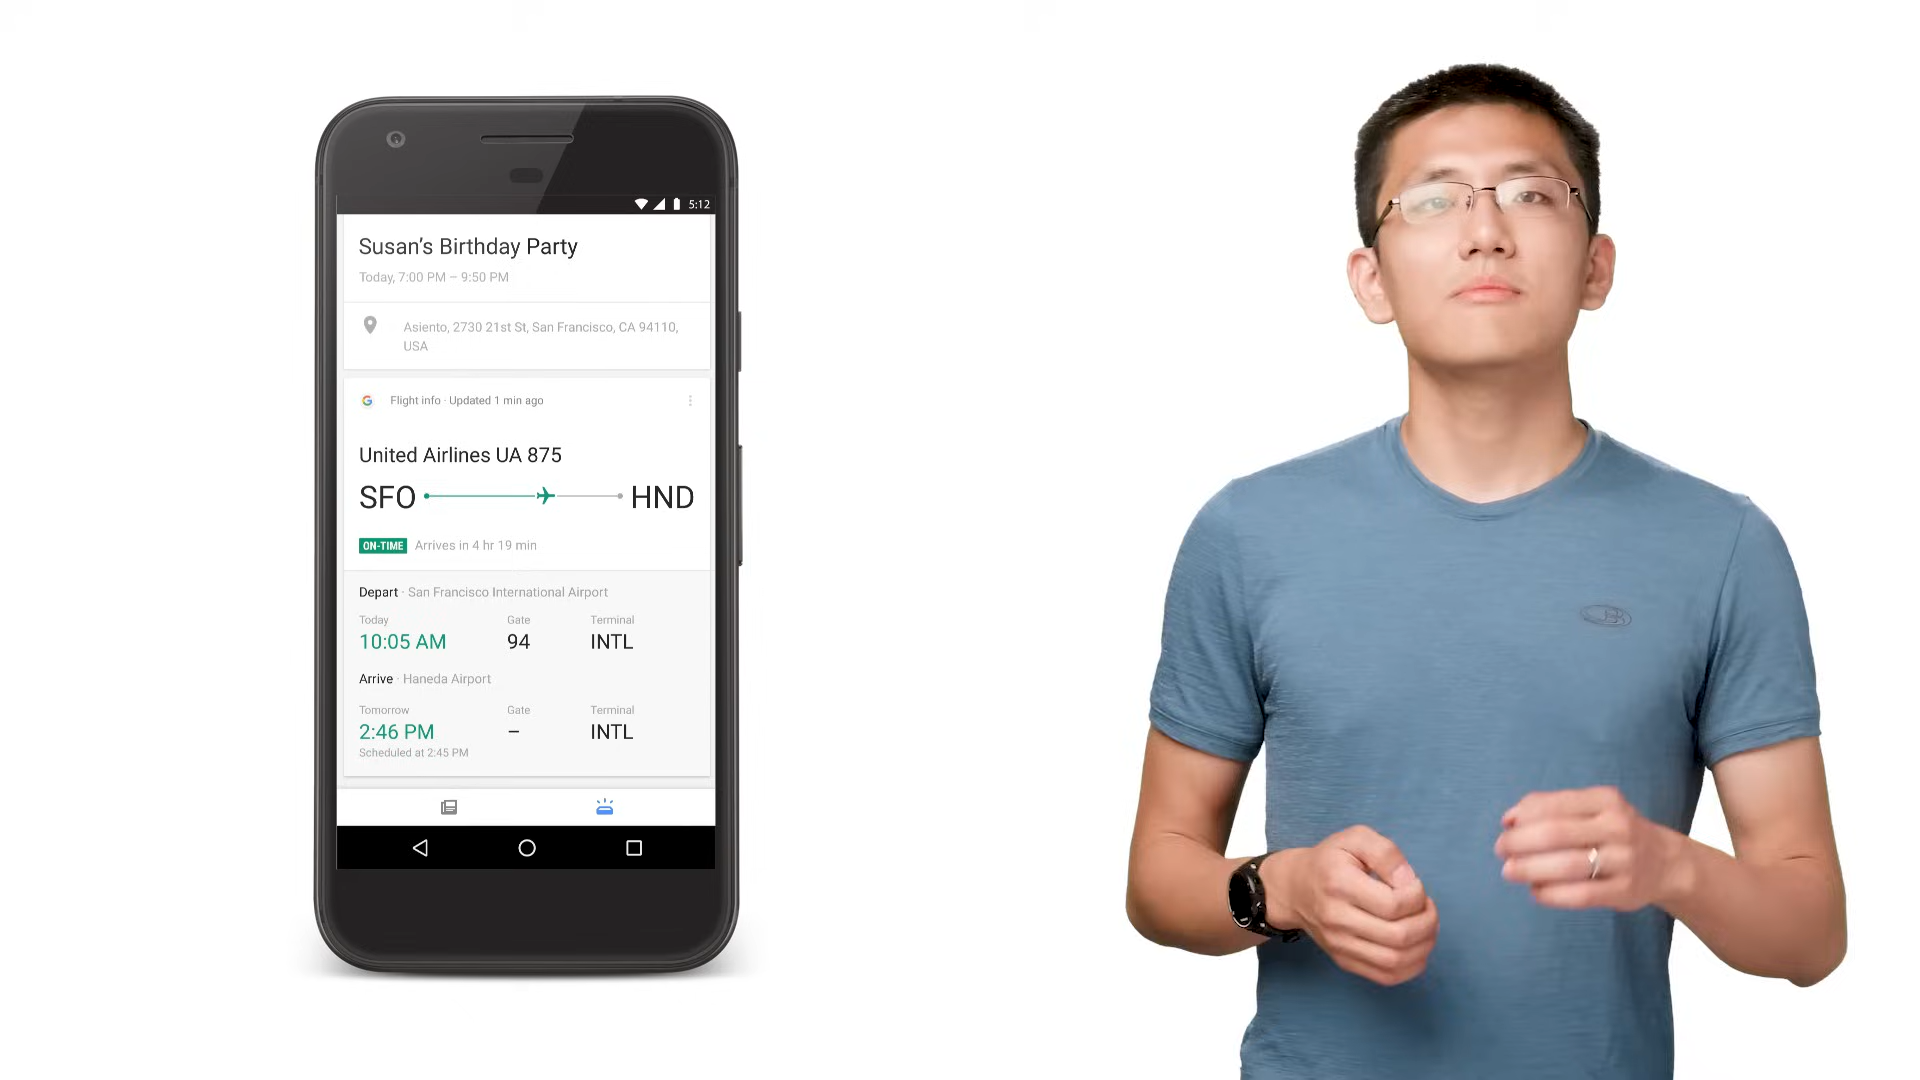 5:12
Susan’s Birthday Party
Today, 7:00 PM – 9:50 PM
Asiento, 2730 21st St, San Francisco, CA 94110,
USA
G Flight info · Updated 1 min ago
United Airlines UA 875
SFO HND
ON-TIME Arrives in 4 hr 19 min
Depart · San Francisco International Airport
Today Gate Terminal
10:05 AM 94 INTL
Arrive · Haneda Airport
Tomorrow Gate Terminal
2:46 PM – INTL
Scheduled at 2:45 PM